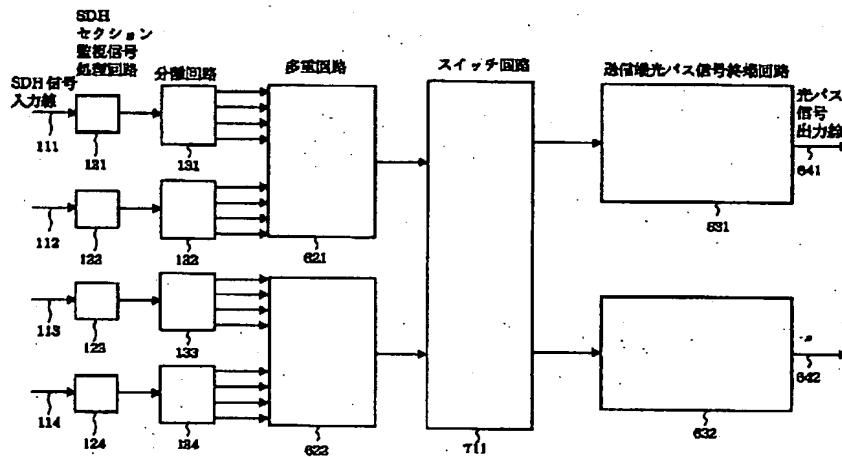 SDH
セクション
監視信号
処理回路
分離回路
多重回路
スイッチ回路
送信端光パス信号終端回路
SDH信号
入力線
光パス
信号
出力線
111
121
131
641
112
122
132
621
631
113
123
133
642
114
124
134
622
711
632